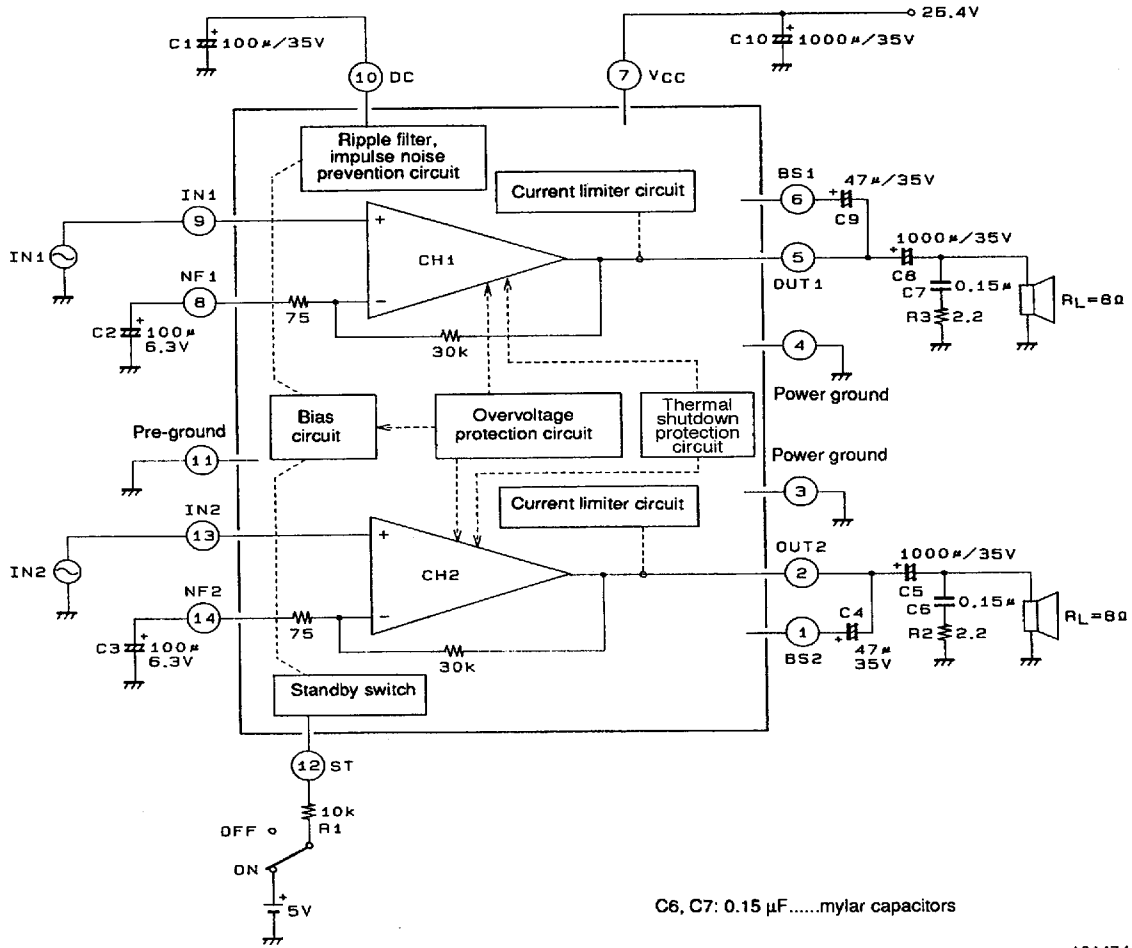 C1
+
100µ/35V
10
DC
7
VCC
C10
+
1000µ/35V
25.4V
Ripple filter,
impulse noise
prevention circuit
IN1
9
IN1
NF1
8
C2
+
100µ
6.3V
75
+
−
CH1
30k
Current limiter circuit
BS1
6
47µ/35V
+
C9
5
OUT1
1000µ/35V
+
C8
C7
0.15µ
R3
2.2
RL=8Ω
4
Power ground
Bias
circuit
Overvoltage
protection circuit
Thermal
shutdown
protection
circuit
Pre-ground
11
Power ground
3
IN2
13
IN2
NF2
14
C3
+
100µ
6.3V
75
+
−
CH2
30k
Current limiter circuit
OUT2
2
1000µ/35V
+
C5
C6
0.15µ
R2
2.2
RL=8Ω
C4
1
+
BS2
47µ
35V
Standby switch
12
ST
10k
R1
OFF
ON
+
5V
C6, C7: 0.15 µF......mylar capacitors